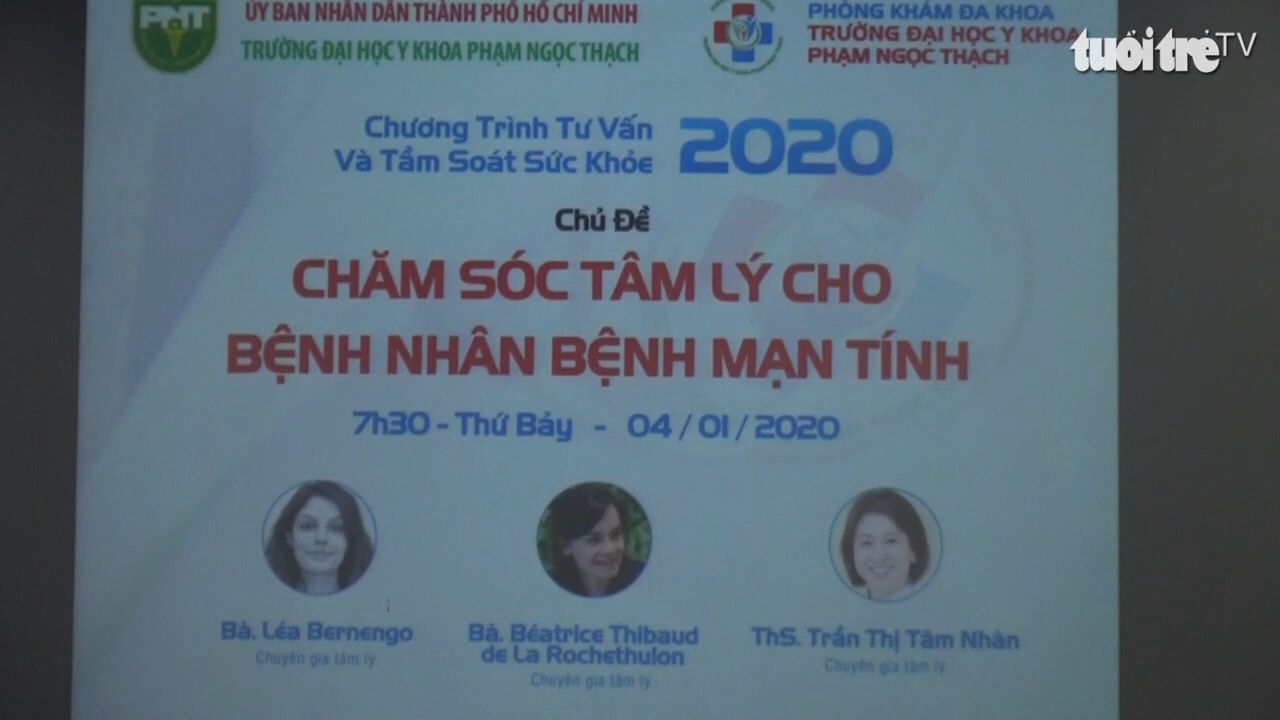 PNT
ỦY BAN NHÂN DÂN THÀNH PHỐ HỒ CHÍ MINH
TRƯỜNG ĐẠI HỌC Y KHOA PHẠM NGỌC THẠCH
PHÒNG KHÁM ĐA KHOA
TRƯỜNG ĐẠI HỌC Y KHOA
PHẠM NGỌC THẠCH
tuoitre TV
Chương Trình Tư Vấn
Và Tầm Soát Sức Khỏe
2020
Chủ Đề
CHĂM SÓC TÂM LÝ CHO
BỆNH NHÂN BỆNH MẠN TÍNH
7h30 - Thứ Bảy - 04 / 01 / 2020
Bà. Léa Bernengo
Chuyên gia tâm lý
Bà. Béatrice Thibaud
de La Rochethulon
Chuyên gia tâm lý
ThS. Trần Thị Tâm Nhàn
Chuyên gia tâm lý